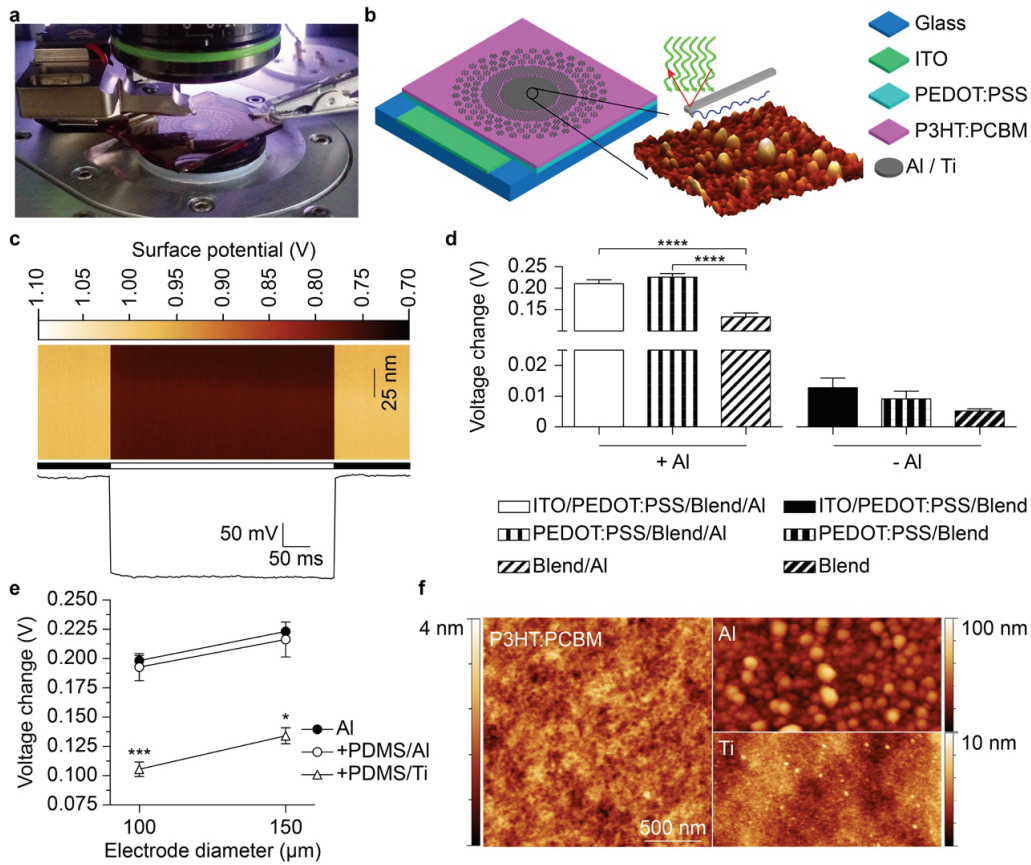 a
b
Glass
ITO
PEDOT:PSS
P3HT:PCBM
Al / Ti
c
Surface potential (V)
1.10
1.05
1.00
0.95
0.90
0.85
0.80
0.75
0.70
25 nm
50 mV
50 ms
d
Voltage change (V)
0.25
0.20
0.15
0.02
0.01
0
****
****
+ Al
- Al
ITO/PEDOT:PSS/Blend/Al
ITO/PEDOT:PSS/Blend
PEDOT:PSS/Blend/Al
PEDOT:PSS/Blend
Blend/Al
Blend
e
Voltage change (V)
0.250
0.225
0.200
0.175
0.150
0.125
0.100
0.075
***
*
Al
+PDMS/Al
+PDMS/Ti
100
150
Electrode diameter (µm)
f
4 nm
P3HT:PCBM
500 nm
Al
100 nm
Ti
10 nm